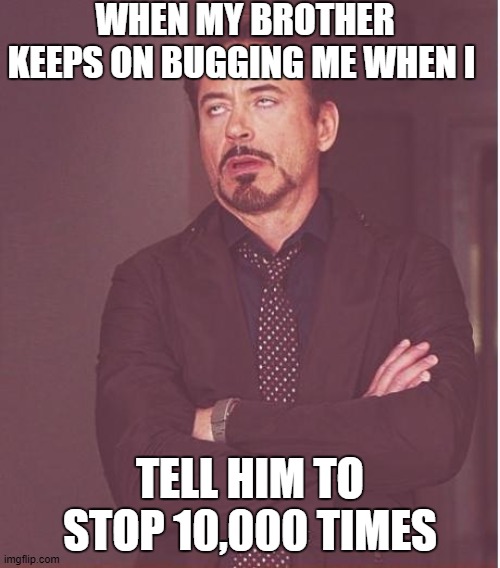 WHEN MY BROTHER
KEEPS ON BUGGING ME WHEN I
TELL HIM TO
STOP 10,000 TIMES
imgflip.com